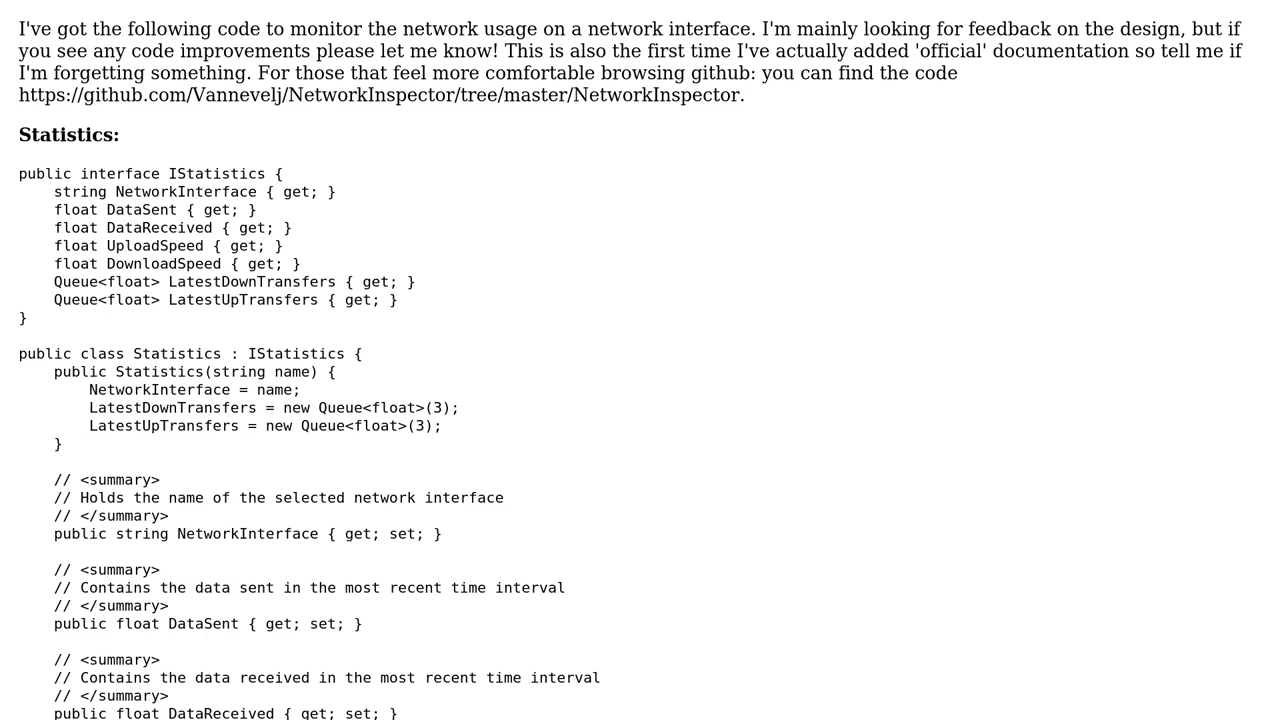 I've got the following code to monitor the network usage on a network interface. I'm mainly looking for feedback on the design, but if
you see any code improvements please let me know! This is also the first time I've actually added 'official' documentation so tell me if
I'm forgetting something. For those that feel more comfortable browsing github: you can find the code
https://github.com/Vannevelj/NetworkInspector/tree/master/NetworkInspector.
Statistics:
public interface IStatistics {
    string NetworkInterface { get; }
    float DataSent { get; }
    float DataReceived { get; }
    float UploadSpeed { get; }
    float DownloadSpeed { get; }
    Queue<float> LatestDownTransfers { get; }
    Queue<float> LatestUpTransfers { get; }
}
public class Statistics : IStatistics {
    public Statistics(string name) {
        NetworkInterface = name;
        LatestDownTransfers = new Queue<float>(3);
        LatestUpTransfers = new Queue<float>(3);
    }
    // <summary>
    // Holds the name of the selected network interface
    // </summary>
    public string NetworkInterface { get; set; }
    // <summary>
    // Contains the data sent in the most recent time interval
    // </summary>
    public float DataSent { get; set; }
    // <summary>
    // Contains the data received in the most recent time interval
    // </summary>
    public float DataReceived { get; set; }